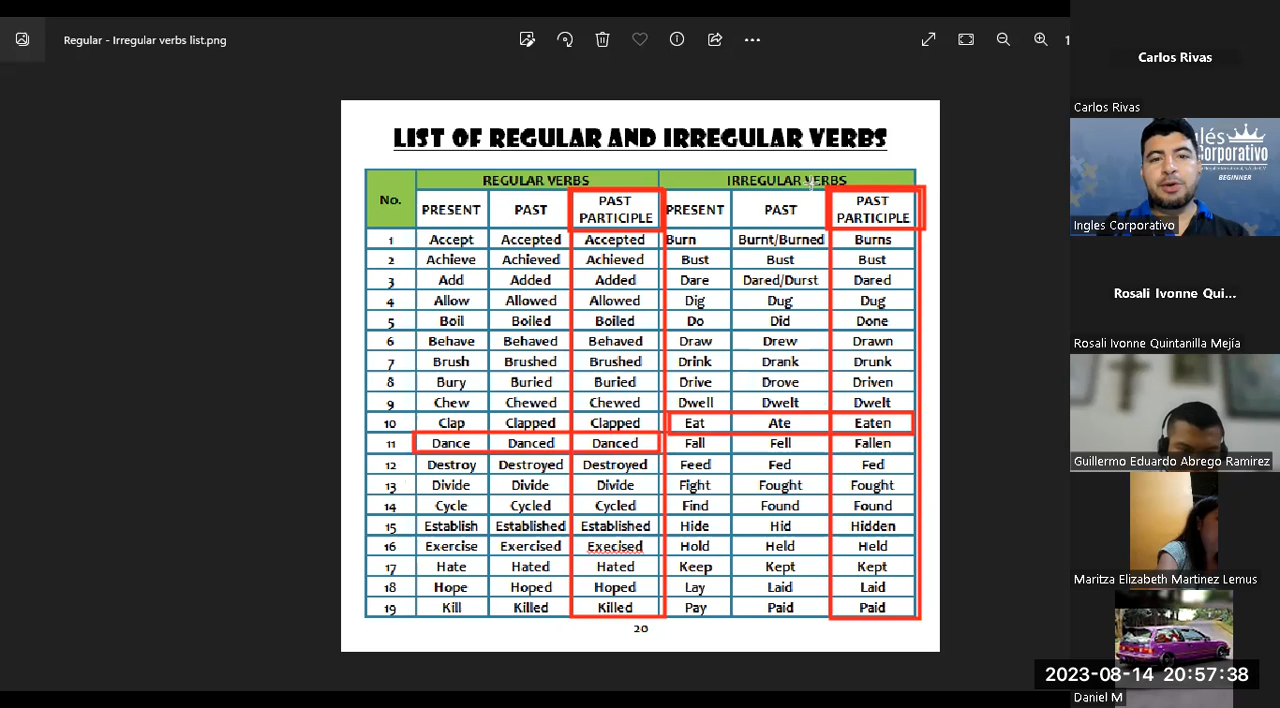 Regular - Irregular verbs list.png
1
LIST OF REGULAR AND IRREGULAR VERBS
No. REGULAR VERBS IRREGULAR VERBS
PRESENT PAST PAST PARTICIPLE PRESENT PAST PAST PARTICIPLE
1 Accept Accepted Accepted Burn Burnt/Burned Burns
2 Achieve Achieved Achieved Bust Bust Bust
3 Add Added Added Dare Dared/Durst Dared
4 Allow Allowed Allowed Dig Dug Dug
5 Boil Boiled Boiled Do Did Done
6 Behave Behaved Behaved Draw Drew Drawn
7 Brush Brushed Brushed Drink Drank Drunk
8 Bury Buried Buried Drive Drove Driven
9 Chew Chewed Chewed Dwell Dwelt Dwelt
10 Clap Clapped Clapped Eat Ate Eaten
11 Dance Danced Danced Fall Fell Fallen
12 Destroy Destroyed Destroyed Feed Fed Fed
13 Divide Divide Divide Fight Fought Fought
14 Cycle Cycled Cycled Find Found Found
15 Establish Established Established Hide Hid Hidden
16 Exercise Exercised Execised Hold Held Held
17 Hate Hated Hated Keep Kept Kept
18 Hope Hoped Hoped Lay Laid Laid
19 Kill Killed Killed Pay Paid Paid
20
Carlos Rivas
Carlos Rivas
Corporativo
BEGINNER
Ingles Corporativo
Rosali Ivonne Qui...
Rosali Ivonne Quintanilla Mejía
Guillermo Eduardo Abrego Ramirez
Maritza Elizabeth Martinez Lemus
2023-08-14 20:57:38
Daniel M